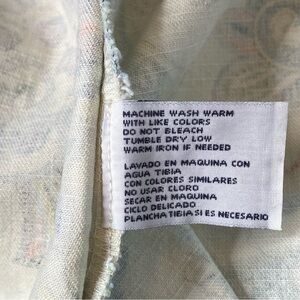 MACHINE WASH WARM
WITH LIKE COLORS
DO NOT BLEACH
TUMBLE DRY LOW
WARM IRON IF NEEDED
LAVADO EN MAQUINA CON
AGUA TIBIA
CON COLORES SIMILARES
NO USAR CLORO
SECAR EN MAQUINA
CICLO DELICADO
PLANCHA TIBIA SI ES NECESARIO